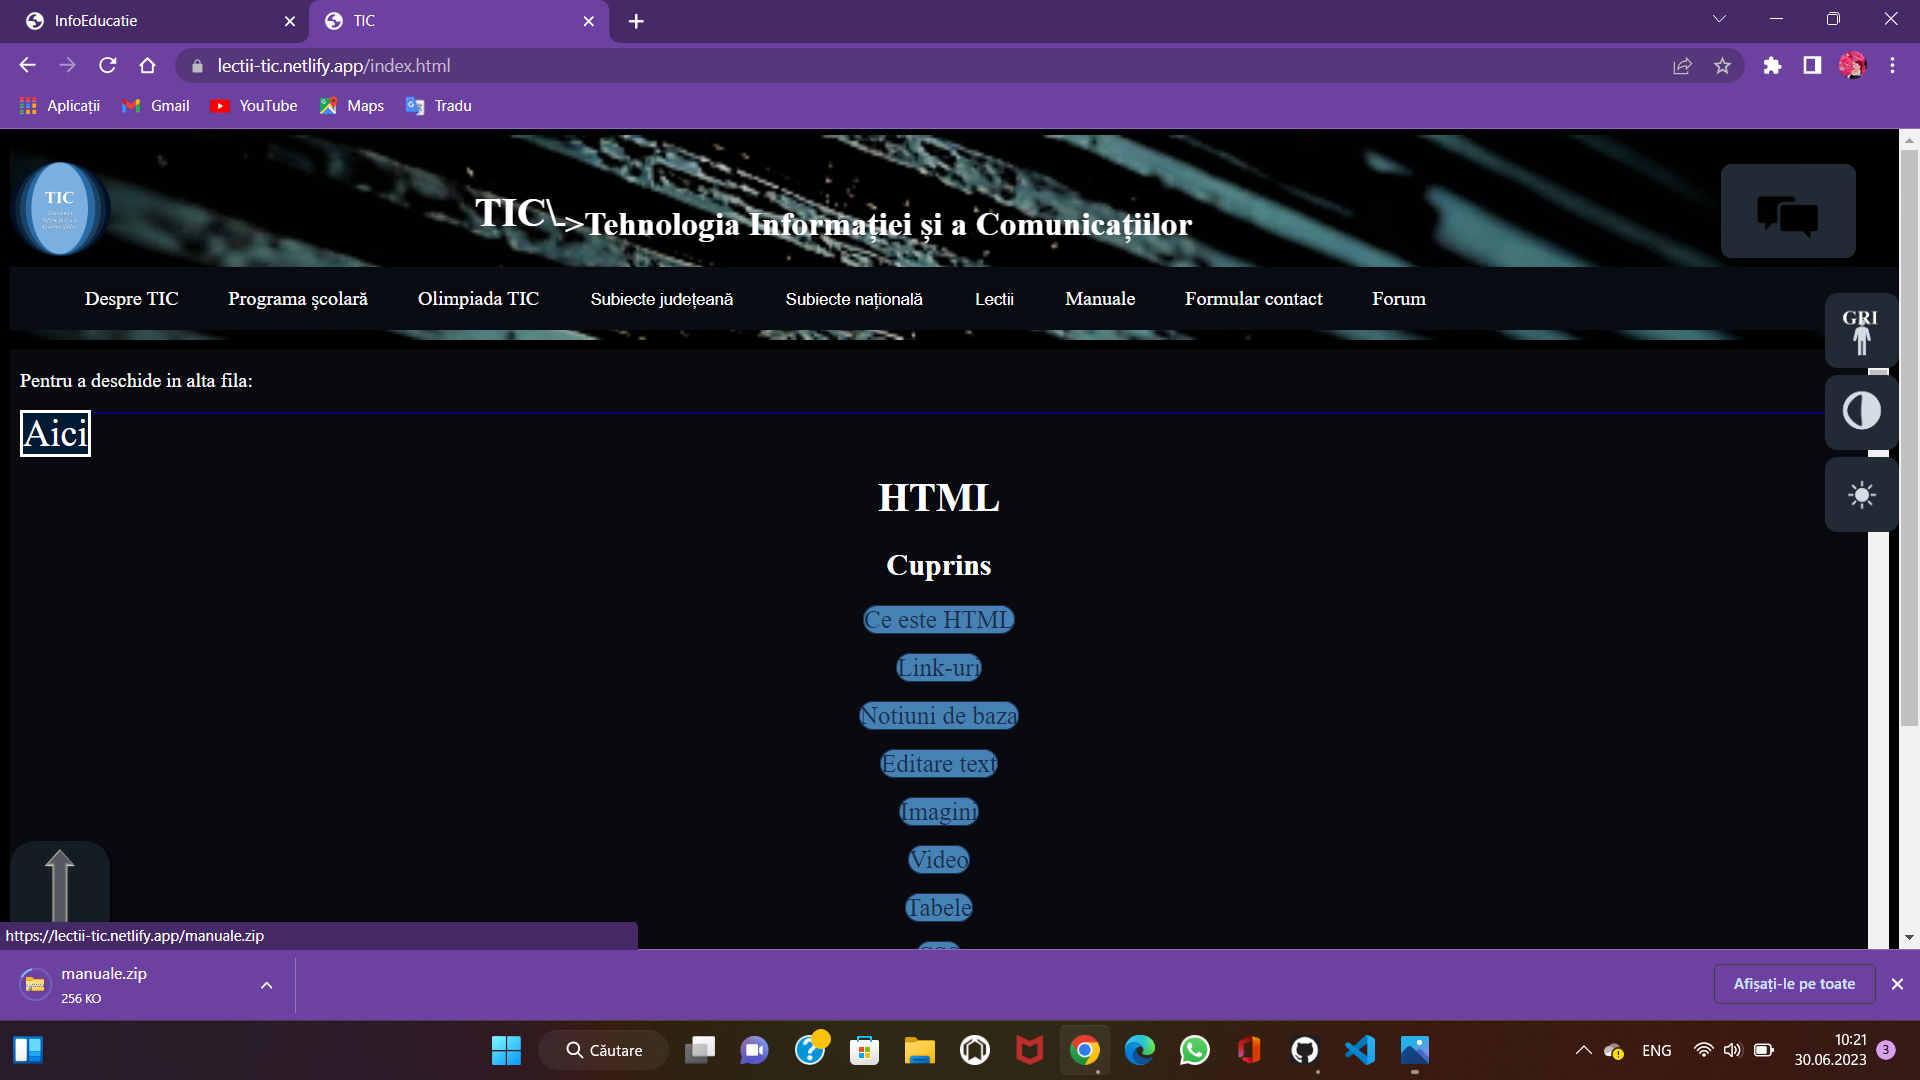 InfoEducatie
TIC
lectii-tic.netlify.app/index.html
Aplicații Gmail YouTube Maps Tradu
TIC
TIC\->Tehnologia Informației și a Comunicațiilor
Despre TIC Programa școlară Olimpiada TIC Subiecte județeană Subiecte națională Lectii Manuale Formular contact Forum
GRI
Pentru a deschide in alta fila:
Aici
HTML
Cuprins
Ce este HTML
Link-uri
Notiuni de baza
Editare text
Imagini
Video
Tabele
https://lectii-tic.netlify.app/manuale.zip
manuale.zip
256 KO
Afișați-le pe toate
Căutare
ENG
10:21
30.06.2023
3